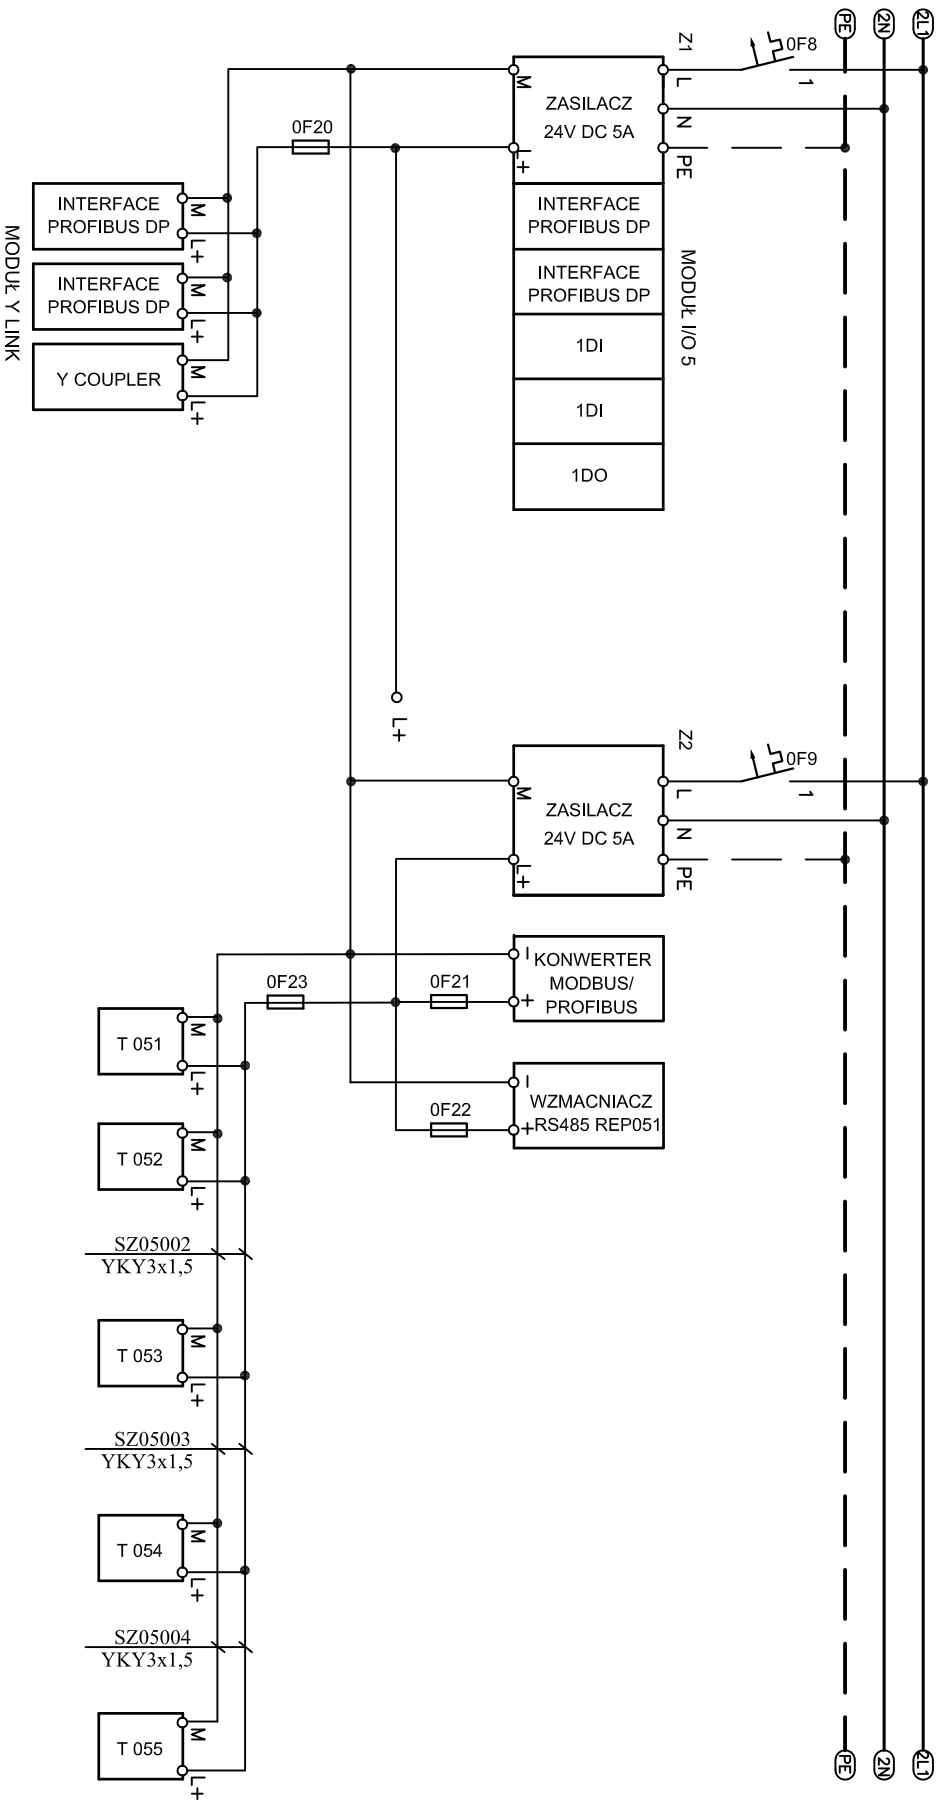 PE
2N
2L1
0F8
1
Z1
L
N
PE
M
L+
ZASILACZ
24V DC 5A
INTERFACE
PROFIBUS DP
INTERFACE
PROFIBUS DP
1DI
1DI
1DO
MODUŁ I/O 5
0F20
INTERFACE
PROFIBUS DP
M
L+
INTERFACE
PROFIBUS DP
M
L+
Y COUPLER
M
L+
MODUŁ Y LINK
L+
0F9
1
Z2
L
N
PE
M
L+
ZASILACZ
24V DC 5A
KONWERTER
MODBUS/
PROFIBUS
-
+
0F21
0F23
WZMACNIACZ
RS485 REP051
-
+
0F22
T 051
M
L+
T 052
M
L+
SZ05002
YKY3x1,5
T 053
M
L+
SZ05003
YKY3x1,5
T 054
M
L+
SZ05004
YKY3x1,5
T 055
M
L+
PE
2N
2L1